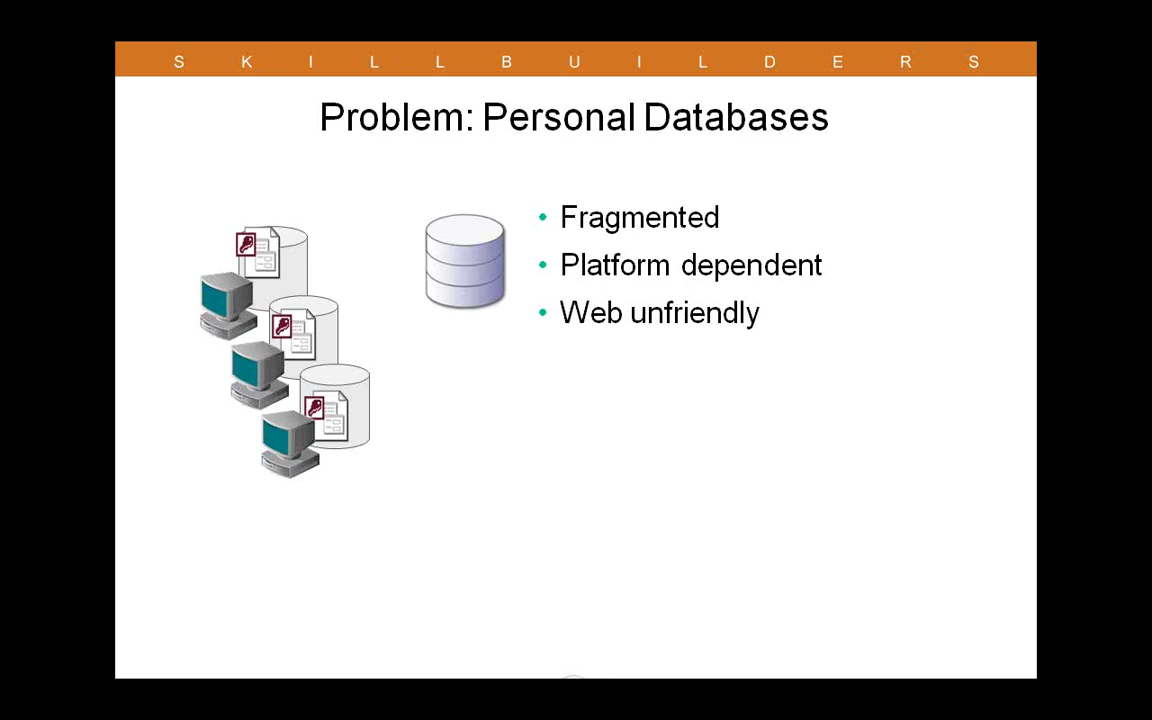 S K I L L B U I L D E R S
Problem: Personal Databases
• Fragmented
• Platform dependent
• Web unfriendly